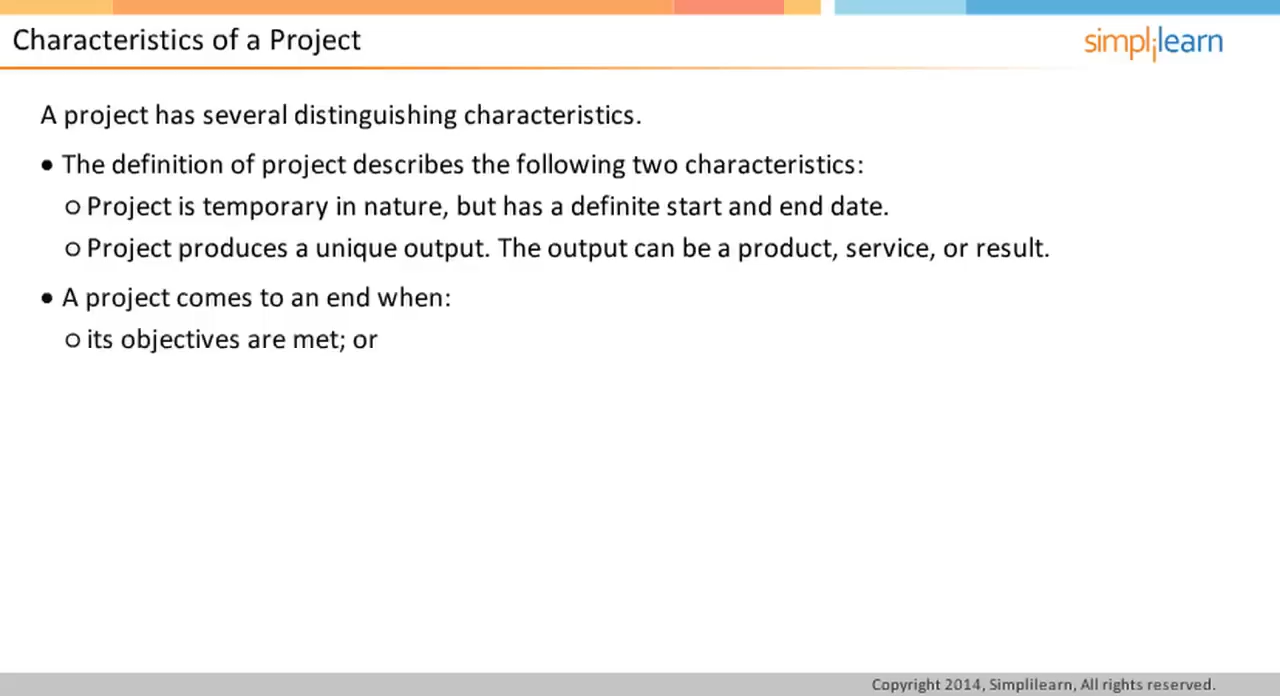 Characteristics of a Project
simplilearn
A project has several distinguishing characteristics.
• The definition of project describes the following two characteristics:
o Project is temporary in nature, but has a definite start and end date.
o Project produces a unique output. The output can be a product, service, or result.
• A project comes to an end when:
o its objectives are met; or
Copyright 2014, Simplilearn, All rights reserved.